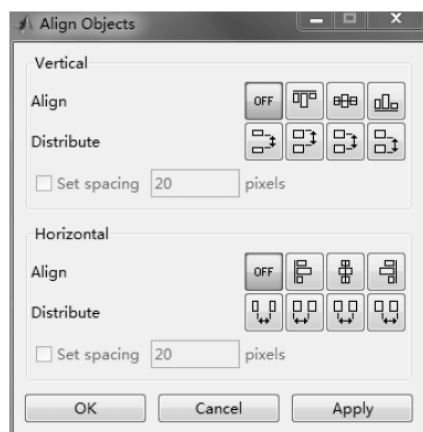 Align Objects
Vertical
Align OFF
Distribute
Set spacing 20 pixels
Horizontal
Align OFF
Distribute
Set spacing 20 pixels
OK Cancel Apply